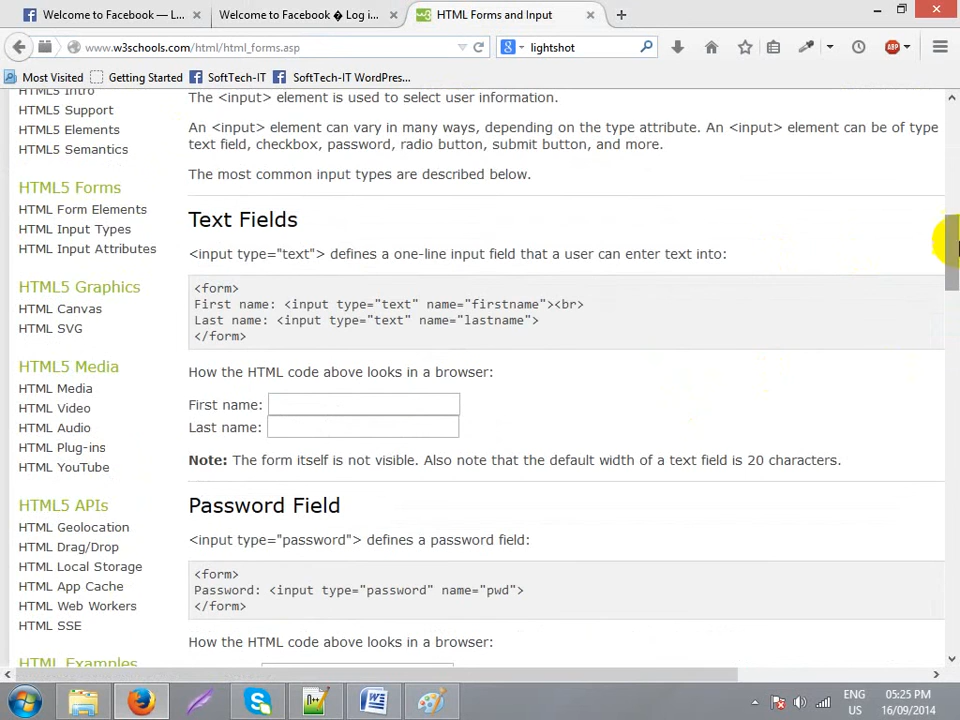 Welcome to Facebook — L...
Welcome to Facebook � Log i...
HTML Forms and Input
www.w3schools.com/html/html_forms.asp
lightshot
Most Visited
Getting Started
SoftTech-IT
SoftTech-IT WordPres...
HTML5 Intro
HTML5 Support
HTML5 Elements
HTML5 Semantics
HTML5 Forms
HTML Form Elements
HTML Input Types
HTML Input Attributes
HTML5 Graphics
HTML Canvas
HTML SVG
HTML5 Media
HTML Media
HTML Video
HTML Audio
HTML Plug-ins
HTML YouTube
HTML5 APIs
HTML Geolocation
HTML Drag/Drop
HTML Local Storage
HTML App Cache
HTML Web Workers
HTML SSE
HTML Examples
The <input> element is used to select user information.
An <input> element can vary in many ways, depending on the type attribute. An <input> element can be of type
text field, checkbox, password, radio button, submit button, and more.
The most common input types are described below.
Text Fields
<input type="text"> defines a one-line input field that a user can enter text into:
<form>
First name: <input type="text" name="firstname"><br>
Last name: <input type="text" name="lastname">
</form>
How the HTML code above looks in a browser:
First name:
Last name:
Note: The form itself is not visible. Also note that the default width of a text field is 20 characters.
Password Field
<input type="password"> defines a password field:
<form>
Password: <input type="password" name="pwd">
</form>
How the HTML code above looks in a browser:
ENG
US
05:25 PM
16/09/2014